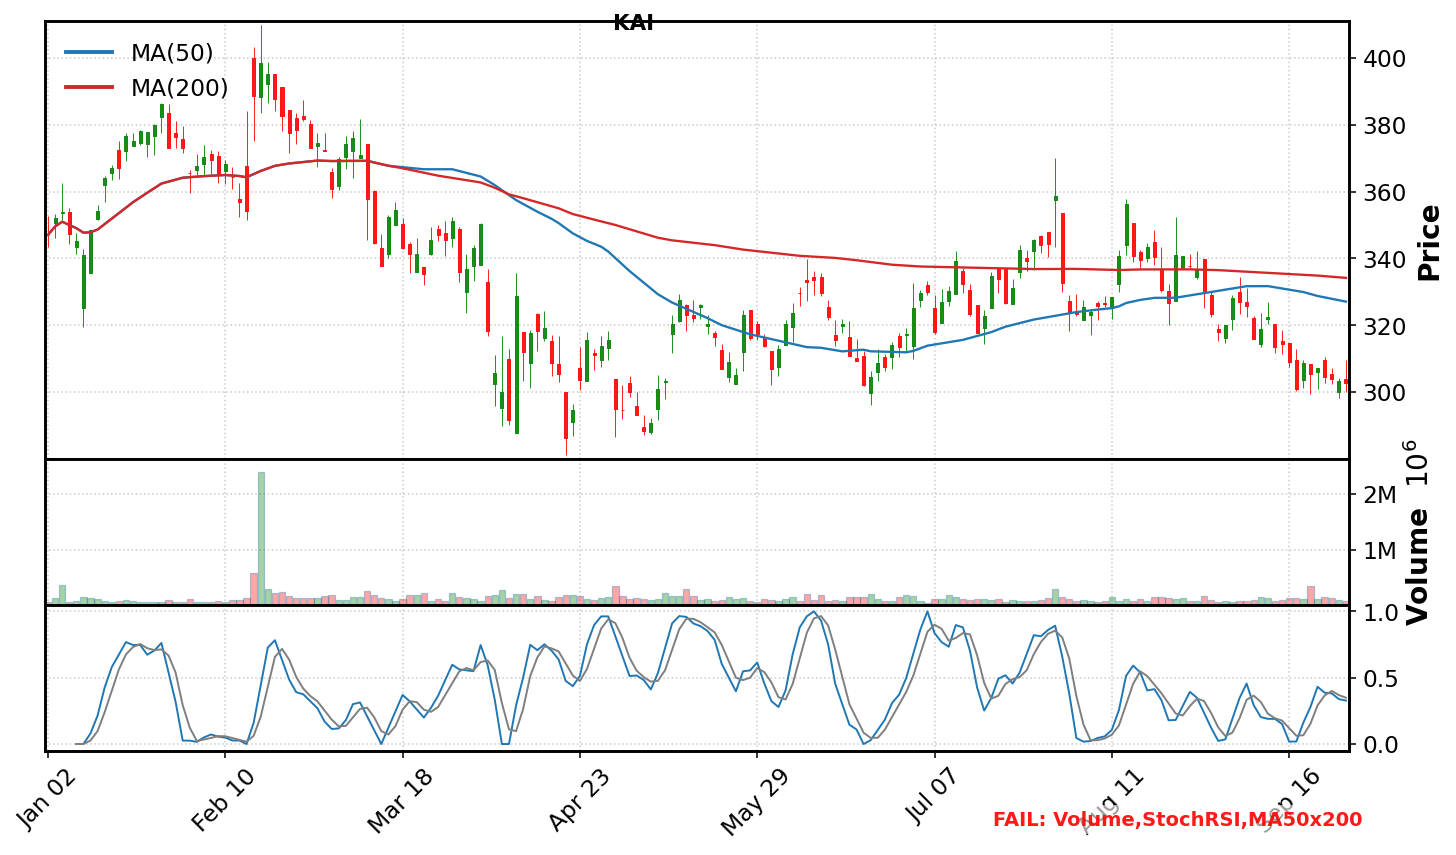 KAI
MA(50)
MA(200)
400
380
360
340
320
300
Price
2M
1M
Volume 10^6
1.0
0.5
0.0
Jan 02
Feb 10
Mar 18
Apr 23
May 29
Jul 07
Aug 11
Sep 16
FAIL: Volume,StochRSI,MA50x200